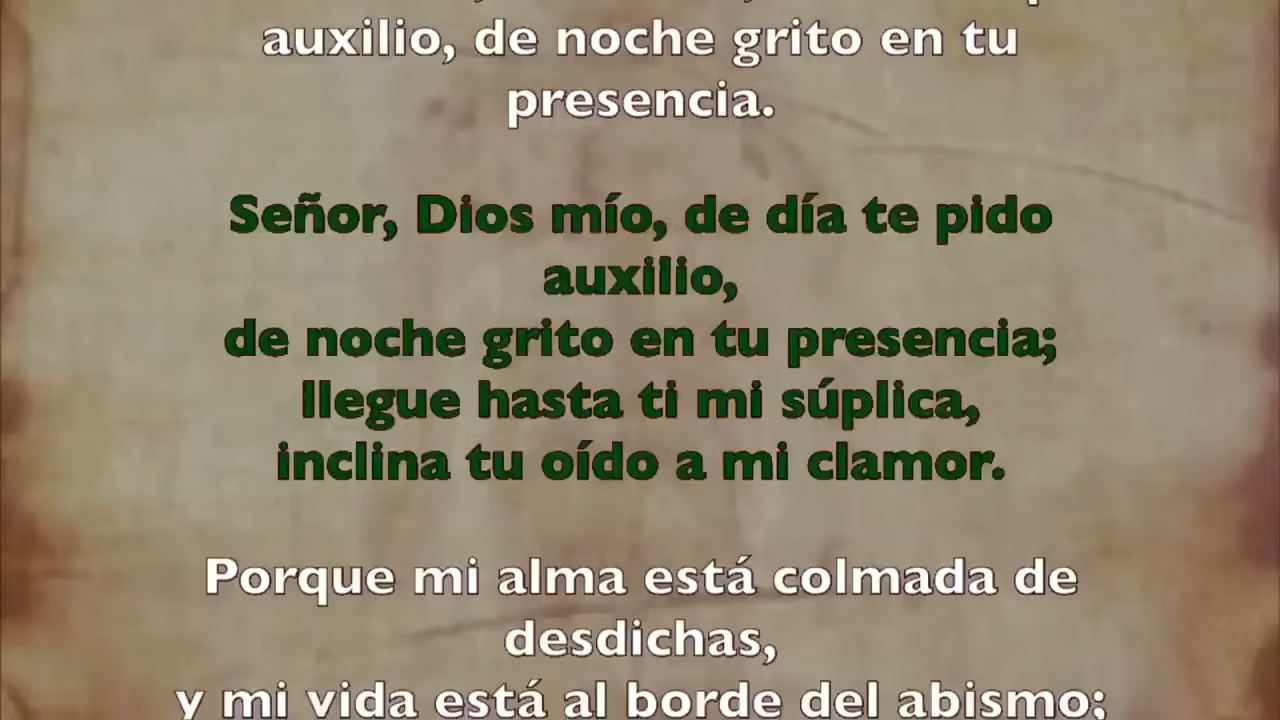 auxilio, de noche grito en tu
presencia.
Señor, Dios mío, de día te pido
auxilio,
de noche grito en tu presencia;
llegue hasta ti mi súplica,
inclina tu oído a mi clamor.
Porque mi alma está colmada de
desdichas,
y mi vida está al borde del abismo;